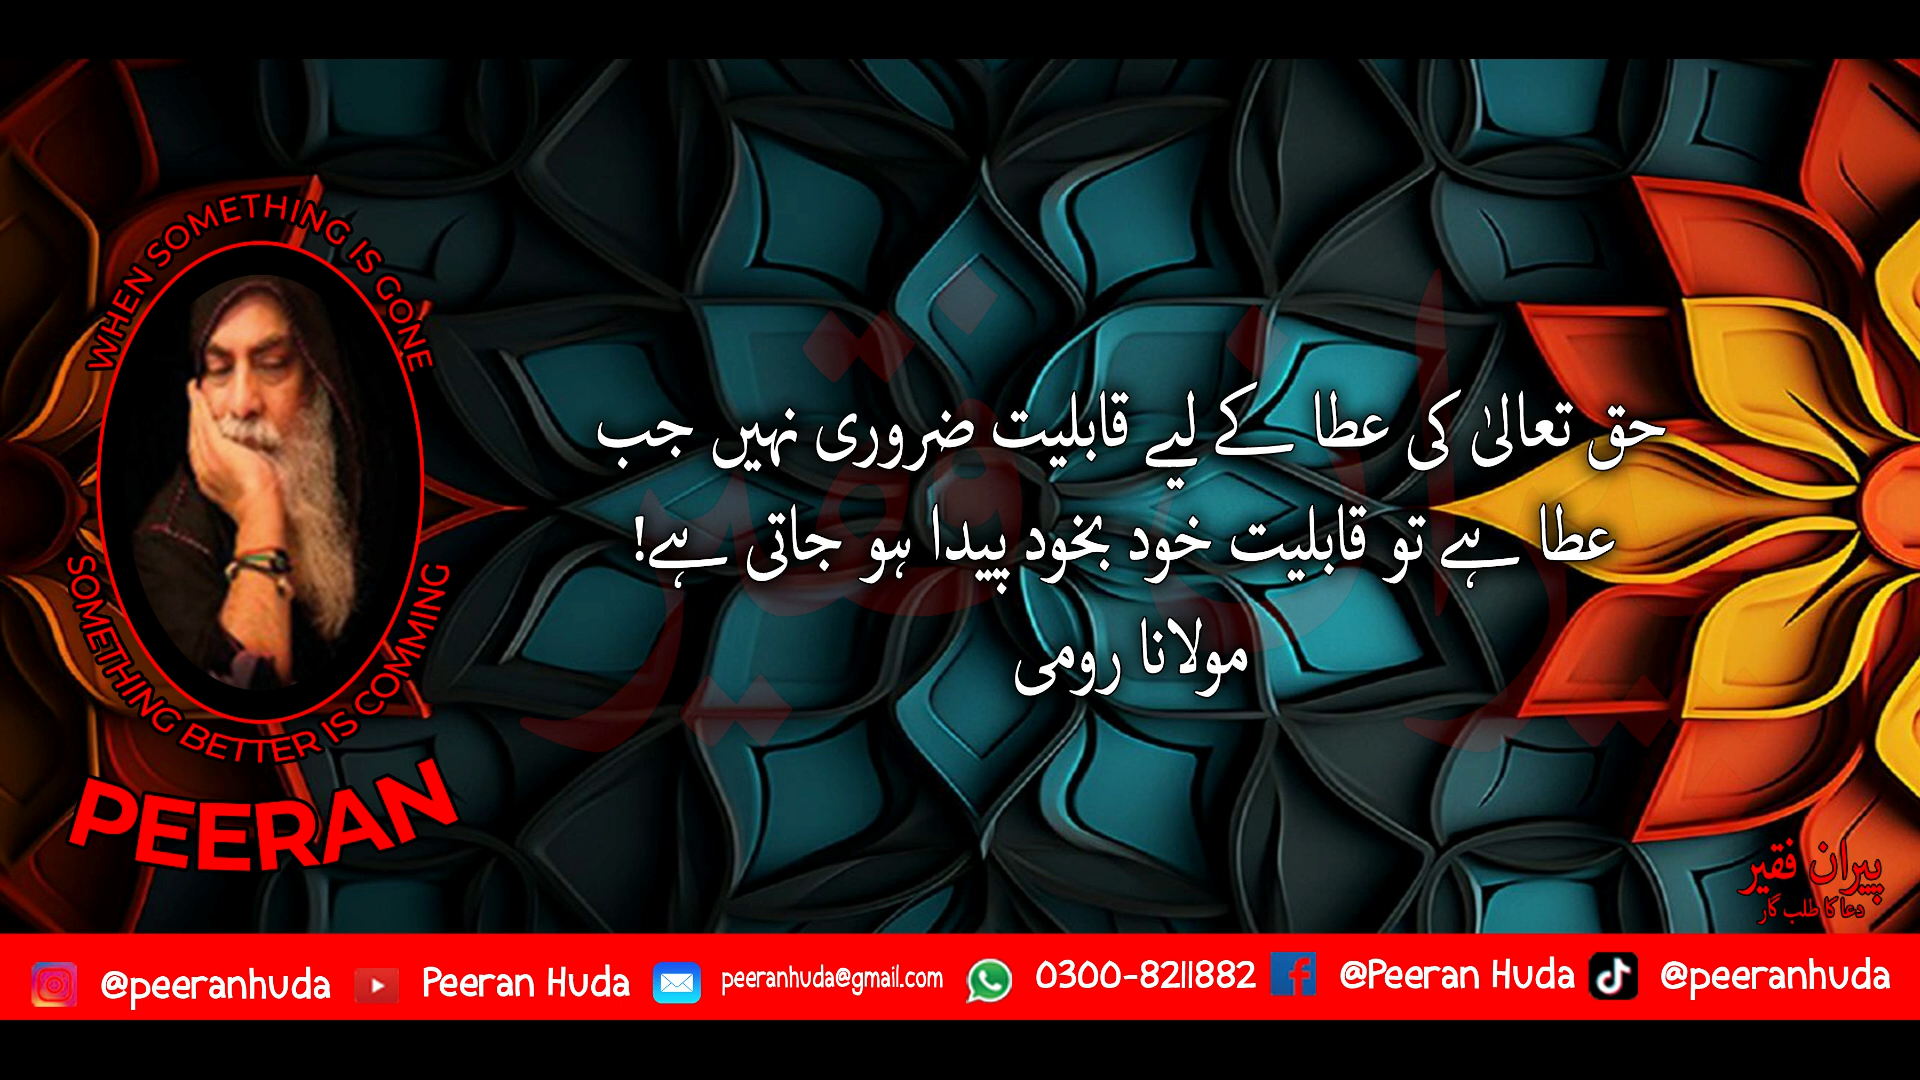 WHEN SOMETHING IS GONE
SOMETHING BETTER IS COMMING
PEERAN
حق تعالیٰ کی عطا کے لیے قابلیت ضروری نہیں جب
عطا ہے تو قابلیت خود بخود پیدا ہو جاتی ہے!
مولانا رومی
پیران فقیر
پیران فقیر
دعا کا طلب گار
@peeranhuda Peeran Huda peeranhuda@gmail.com 0300-8211882 @Peeran Huda @peeranhuda